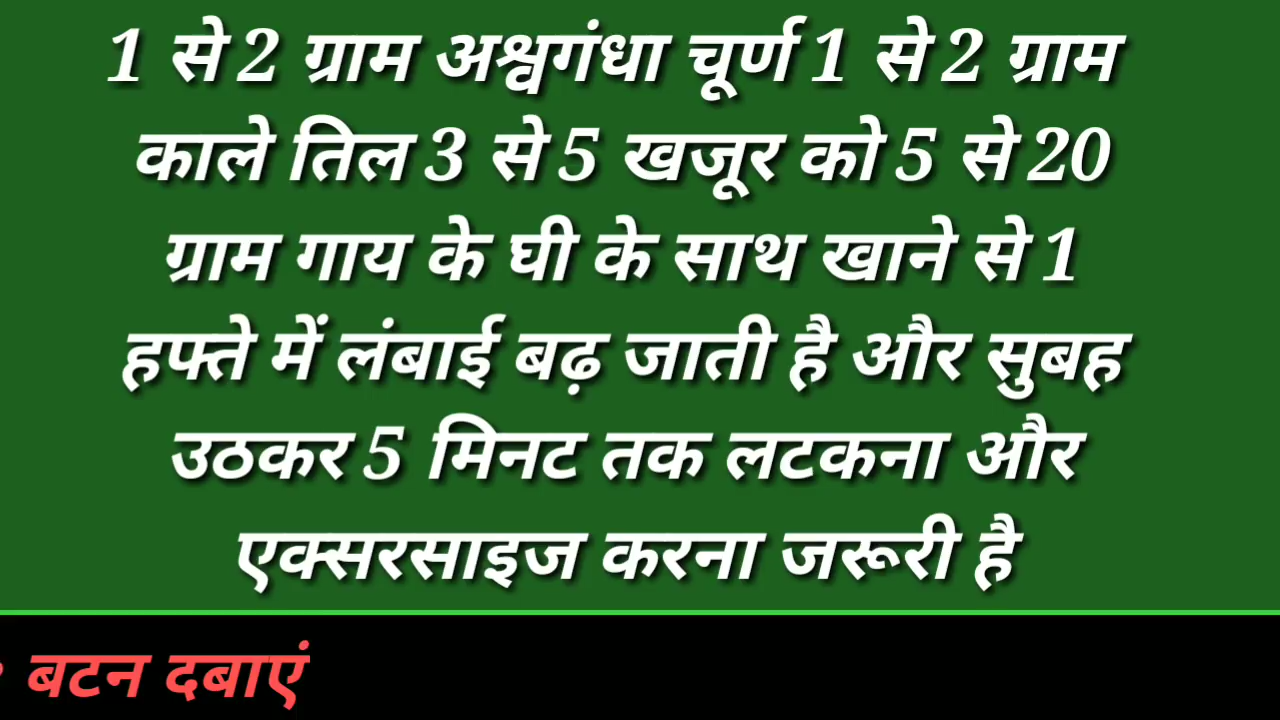 1 से 2 ग्राम अश्वगंधा चूर्ण 1 से 2 ग्राम
काले तिल 3 से 5 खजूर को 5 से 20
ग्राम गाय के घी के साथ खाने से 1
हफ्ते में लंबाई बढ़ जाती है और सुबह
उठकर 5 मिनट तक लटकना और
एक्सरसाइज करना जरूरी है
बटन दबाएं